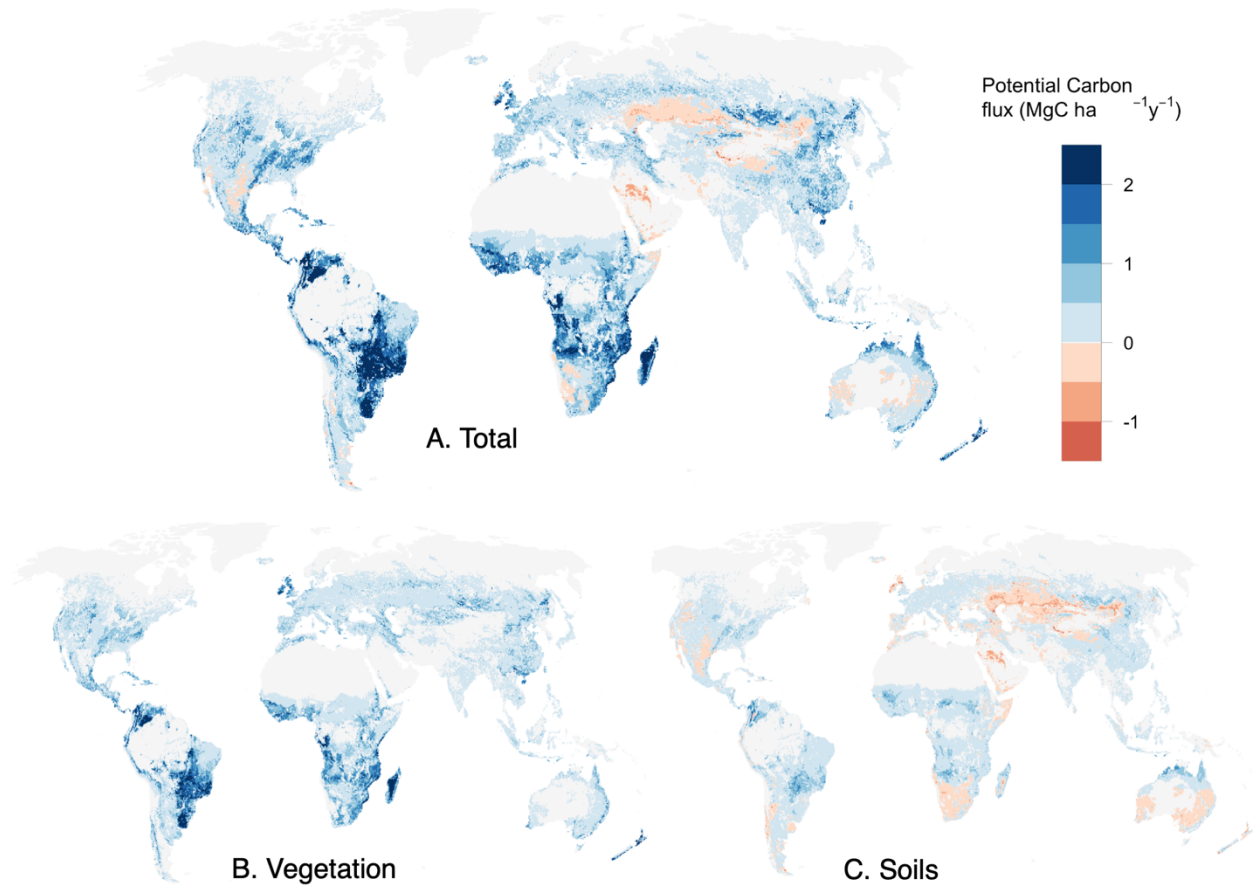 Potential Carbon
flux (MgC ha ⁻¹y⁻¹)
2
1
0
-1
A. Total
B. Vegetation
C. Soils